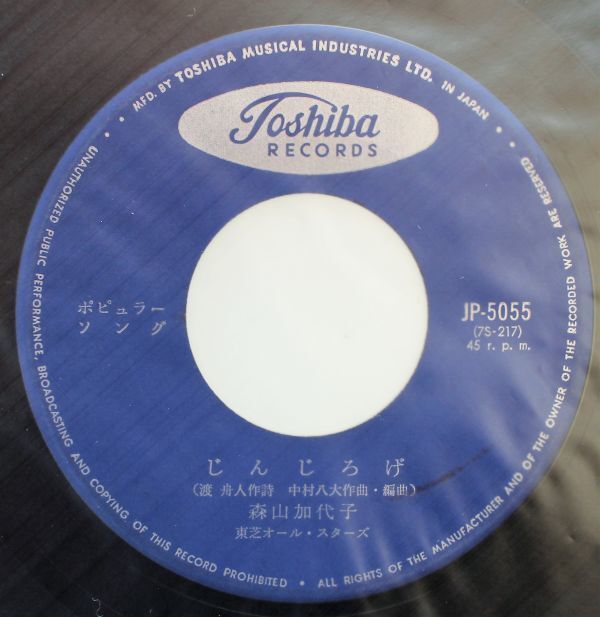 MFD. BY TOSHIBA MUSICAL INDUSTRIES LTD. IN JAPAN
Toshiba
RECORDS
ポピュラー
ソング
JP-5055
(7S-217)
45 r. p. m.
じんじろげ
(渡 舟人作詩 中村八大作曲・編曲)
森山加代子
東芝オール・スターズ
UNAUTHORIZED PUBLIC PERFORMANCE, BROADCASTING AND COPYING OF THIS RECORD PROHIBITED • ALL RIGHTS OF THE MANUFACTURER AND OF THE OWNER OF THE RECORDED WORK ARE RESERVED